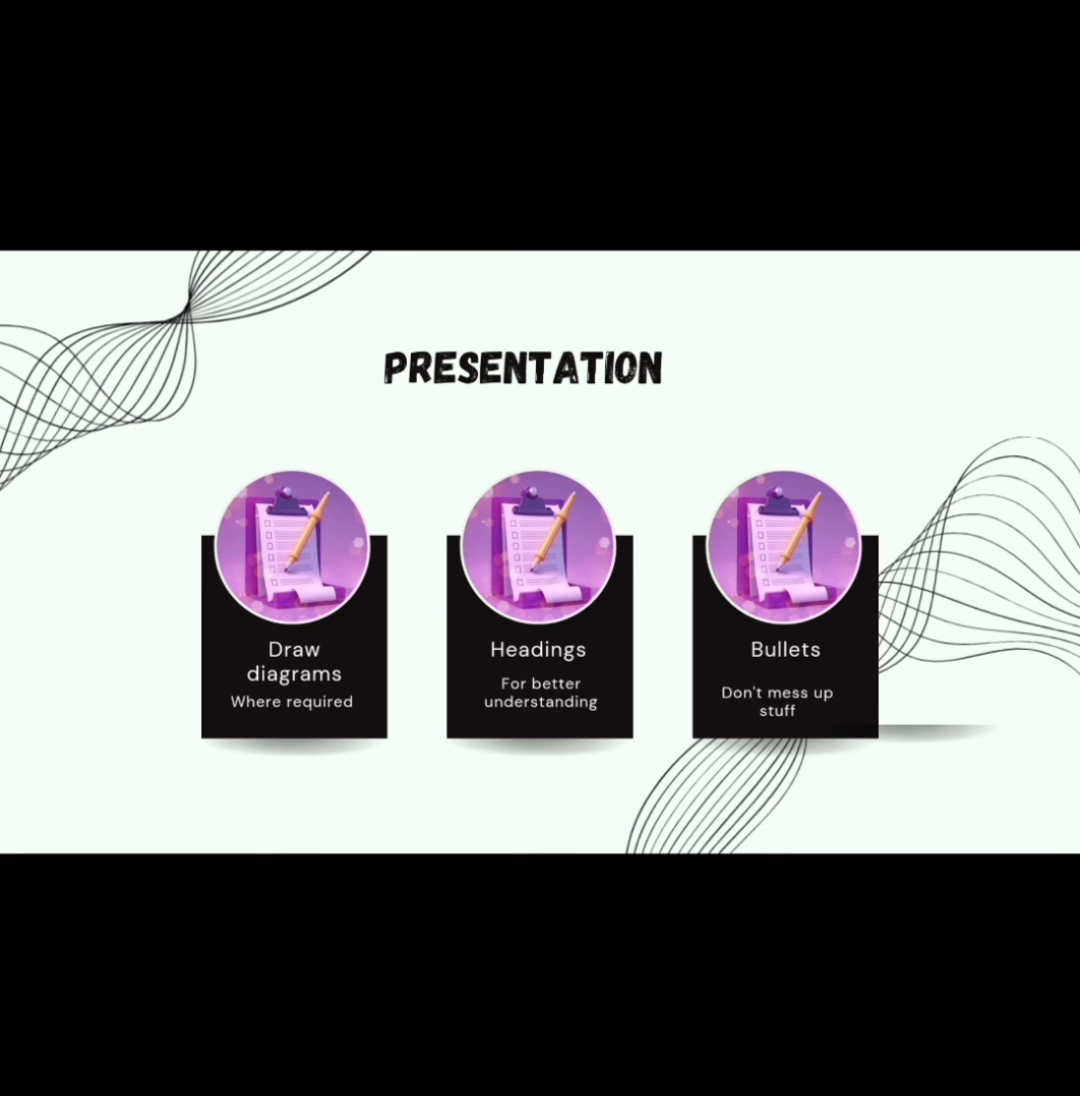 PRESENTATION
Draw
diagrams
Where required
Headings
For better
understanding
Bullets
Don't mess up
stuff